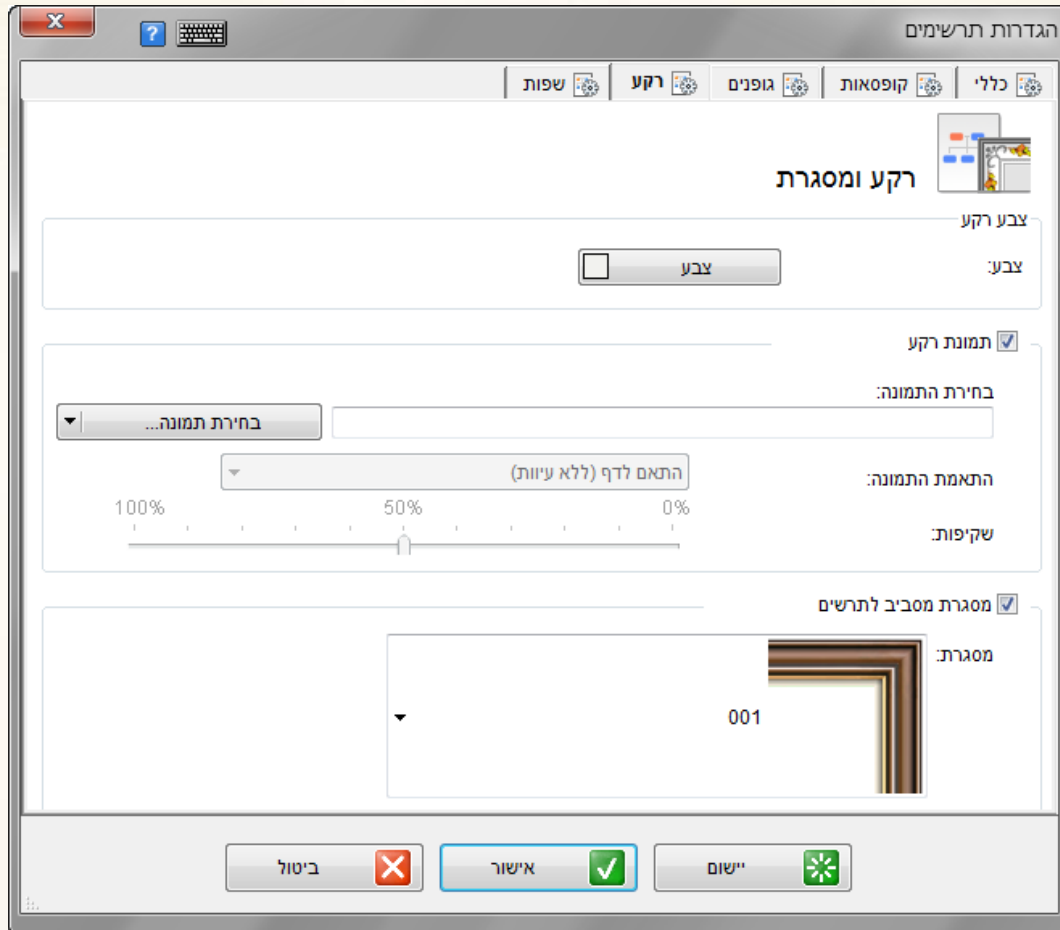 הגדרות תרשימים
כללי קופסאות גופנים רקע שפות
רקע ומסגרת
צבע רקע
צבע: צבע
תמונת רקע
בחירת התמונה:
בחירת תמונה...
התאמת התמונה: התאם לדף (ללא עיוות)
0% 50% 100%
שקיפות:
מסגרת מסביב לתרשים
מסגרת:
001
יישום אישור ביטול